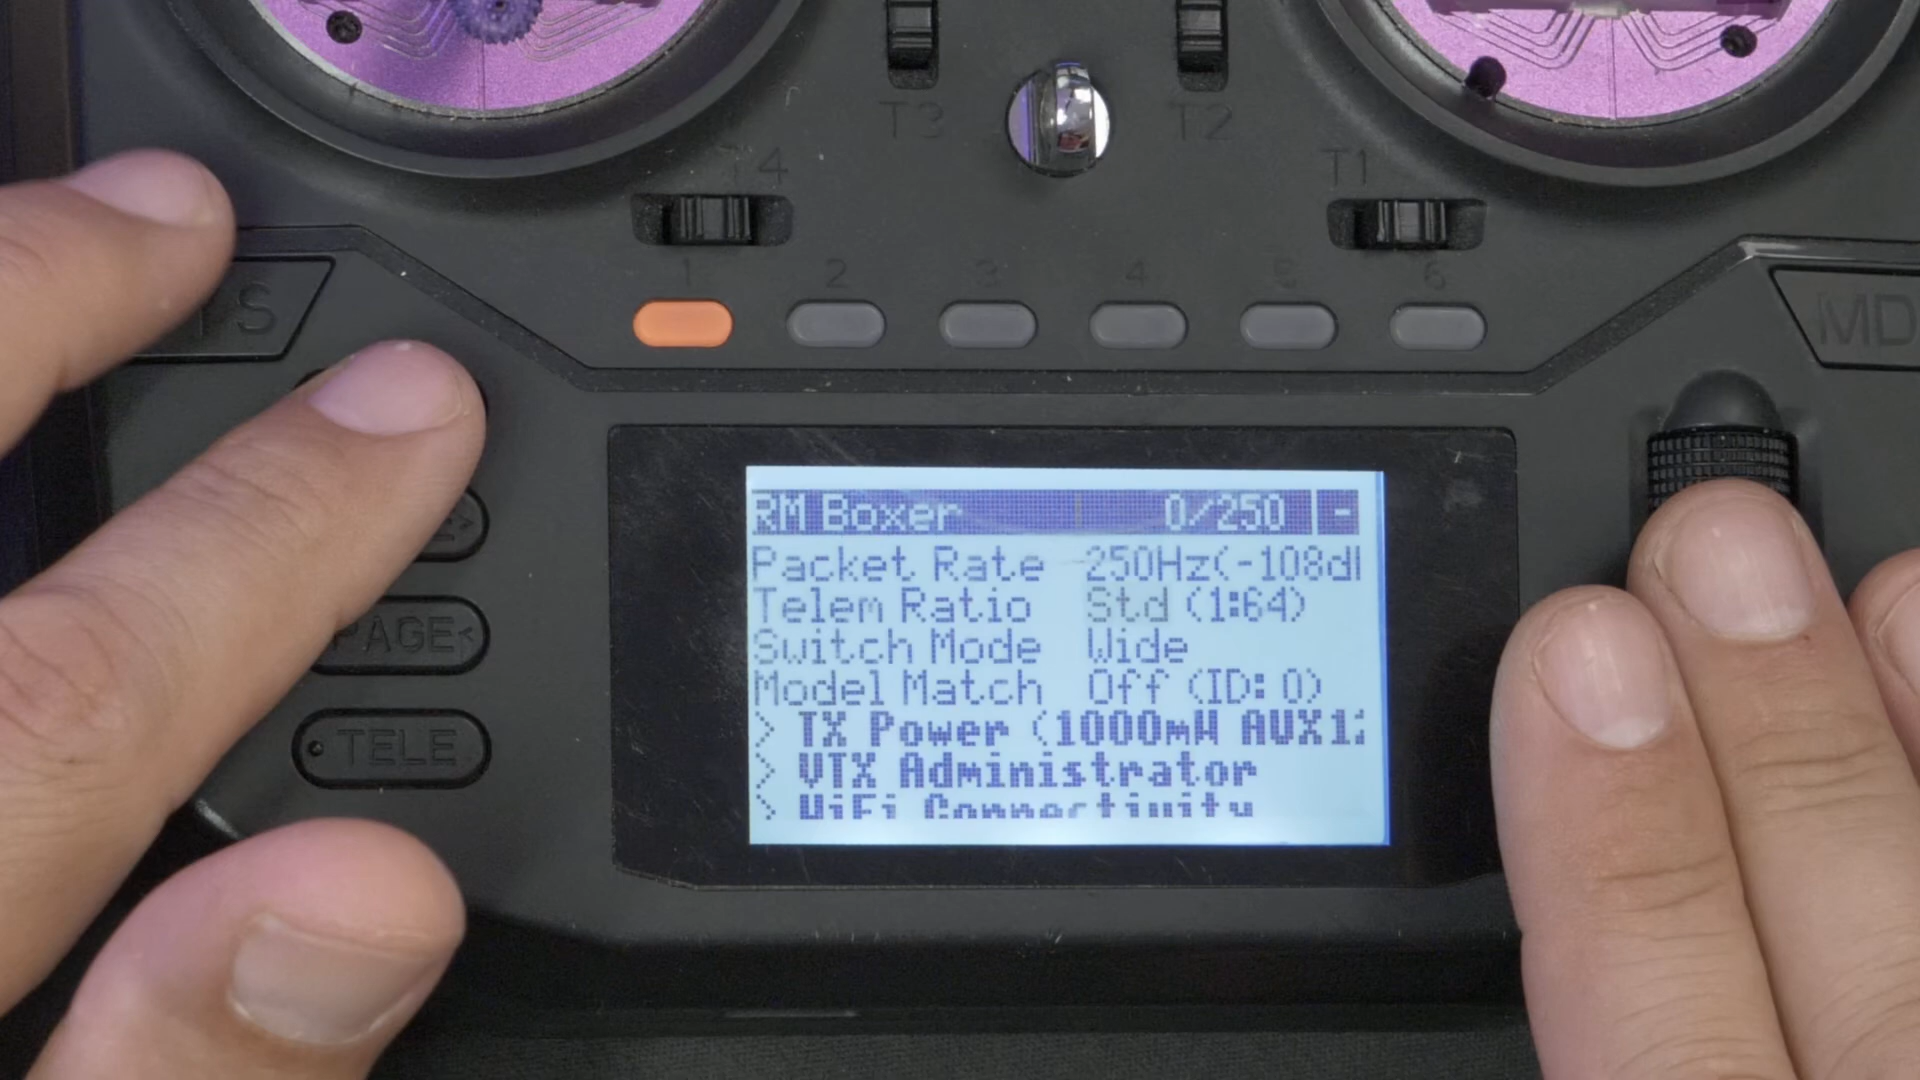 T3
T2
T4
T1
1
2
3
4
5
6
S
MD
RM Boxer 0/250 -
Packet Rate 250Hz(-108d
Telem Ratio Std (1:64)
Switch Mode Wide
Model Match Off (ID: 0)
> TX Power (1000mW AUX1
> VTX Administrator
> WiFi Connectivity
PAGE<
TELE